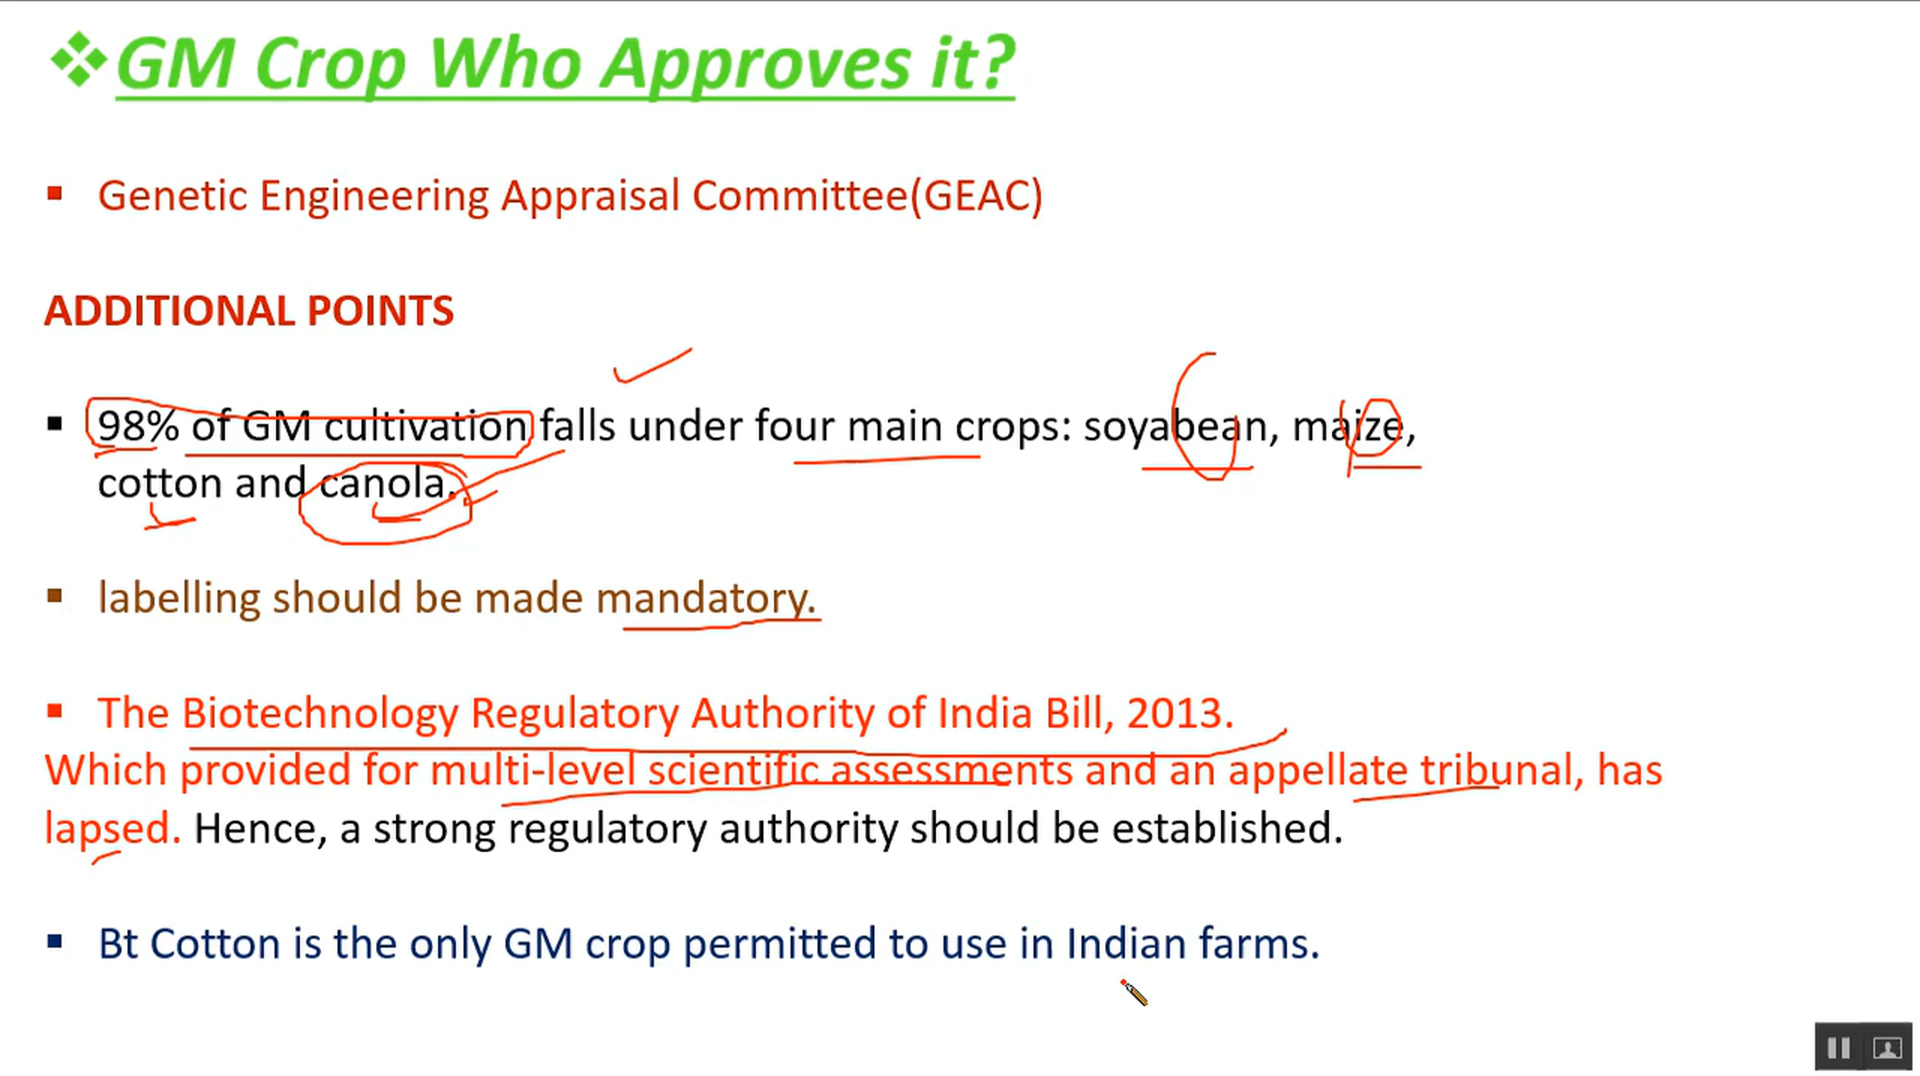 GM Crop Who Approves it?
Genetic Engineering Appraisal Committee(GEAC)
ADDITIONAL POINTS
98% of GM cultivation falls under four main crops: soyabean, maize,
cotton and canola.
labelling should be made mandatory.
The Biotechnology Regulatory Authority of India Bill, 2013.
Which provided for multi-level scientific assessments and an appellate tribunal, has
lapsed. Hence, a strong regulatory authority should be established.
Bt Cotton is the only GM crop permitted to use in Indian farms.